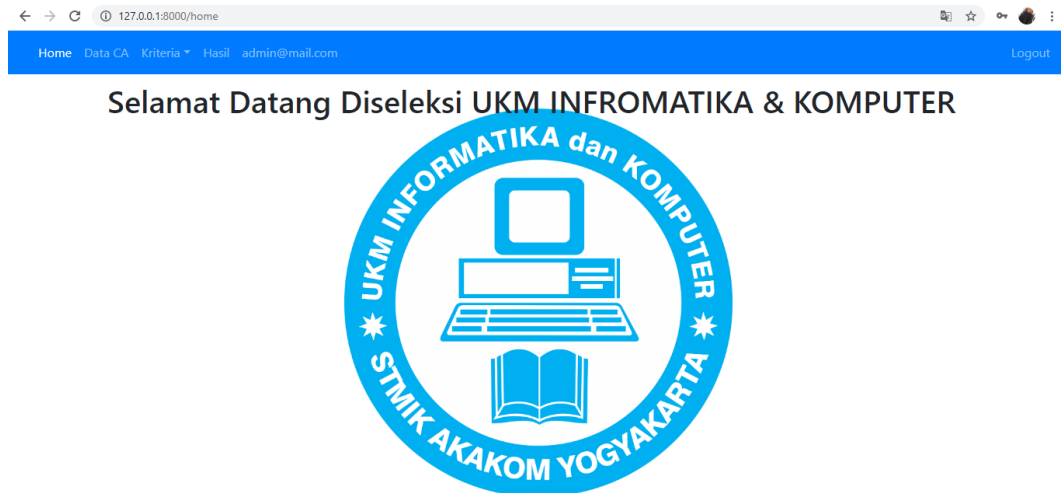 127.0.0.1:8000/home
Home Data CA Kriteria Hasil admin@mail.com Logout
Selamat Datang Diseleksi UKM INFROMATIKA & KOMPUTER
UKM INFORMATIKA dan KOMPUTER
STMIK AKAKOM YOGYAKARTA